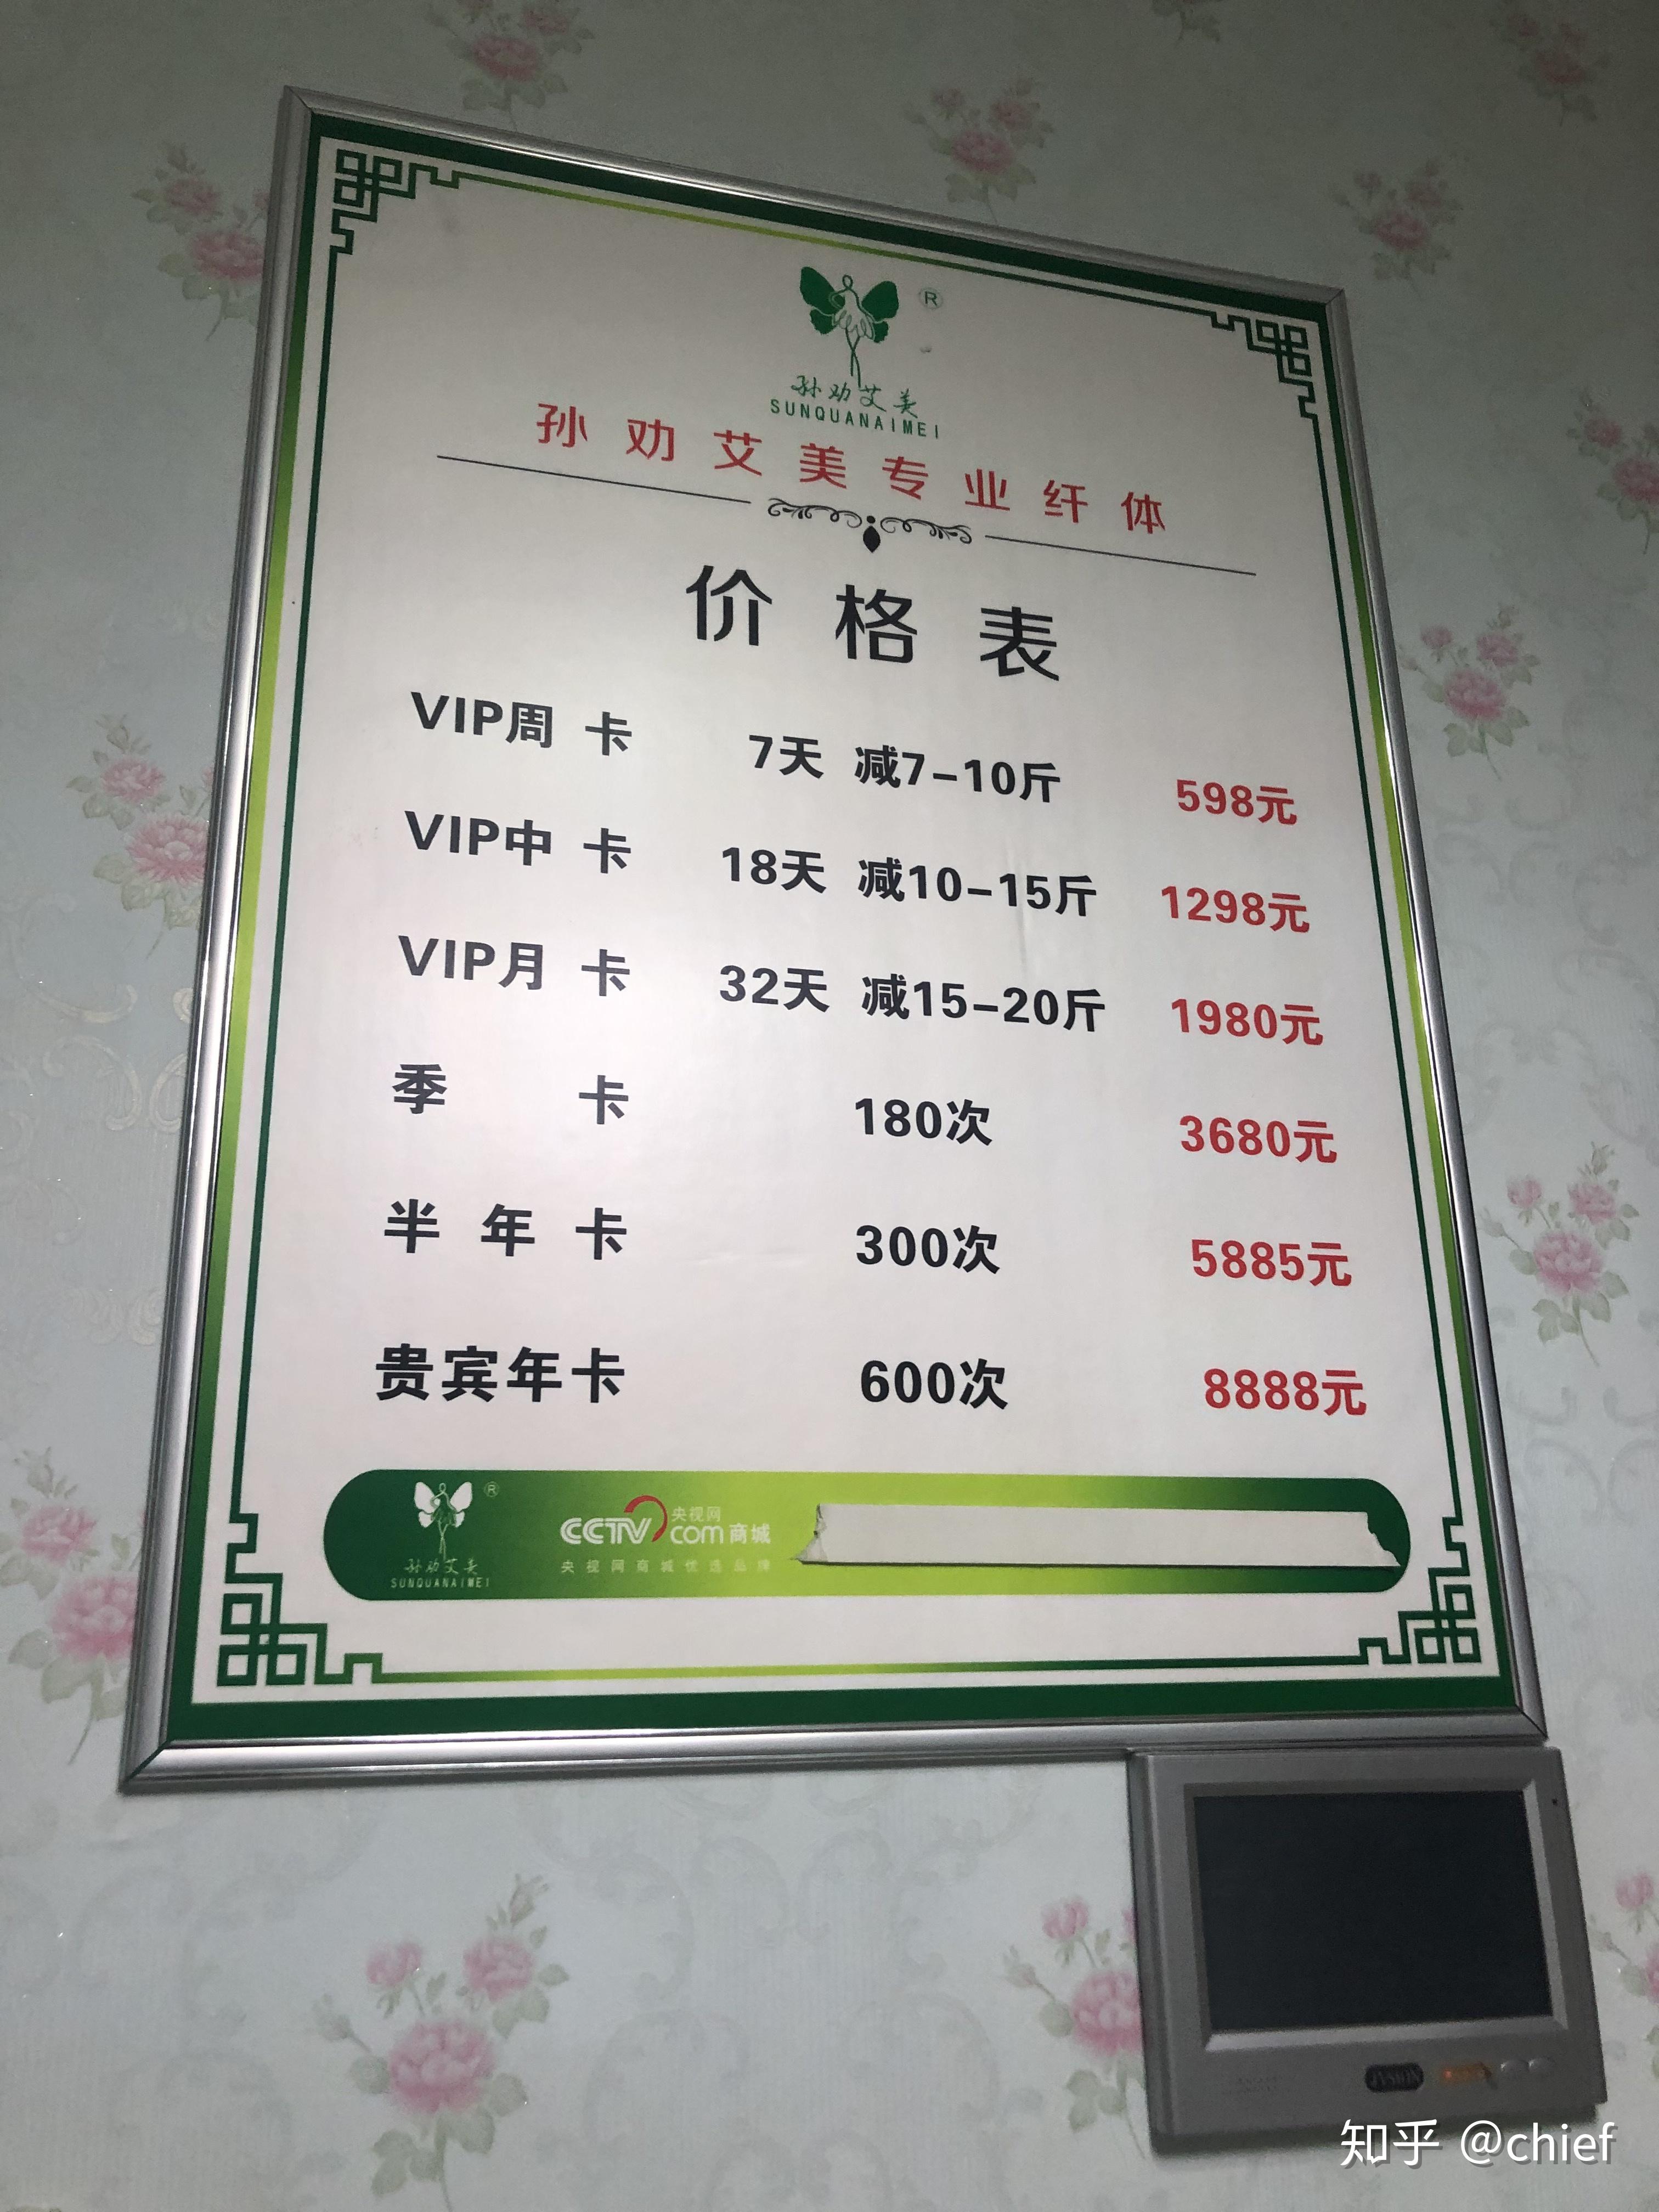 ®
孙劝艾美
SUNQUANAIMEI
孙劝艾美专业纤体
价格表
VIP周卡 7天 减7-10斤 598元
VIP中卡 18天 减10-15斤 1298元
VIP月卡 32天 减15-20斤 1980元
季卡 180次 3680元
半年卡 300次 5885元
贵宾年卡 600次 8888元
®
孙劝艾美
SUNQUANAIMEI
CCTV.com 央视网商城
央视网商城优选品牌
知乎 @chief